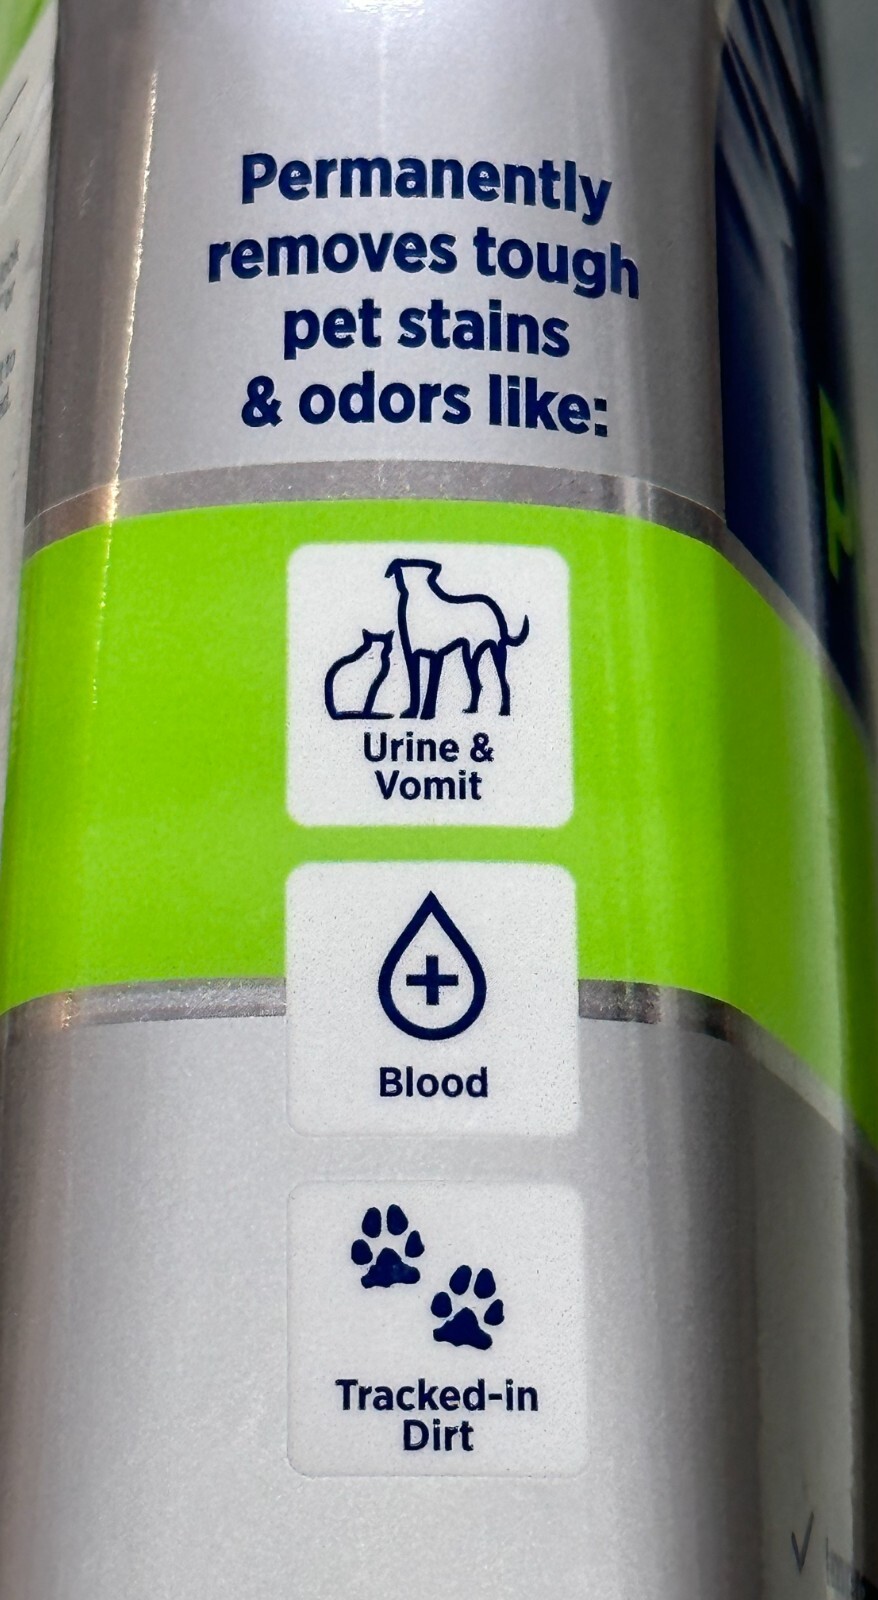 Permanently
removes tough
pet stains
& odors like:
Urine &
Vomit
Blood
Tracked-in
Dirt